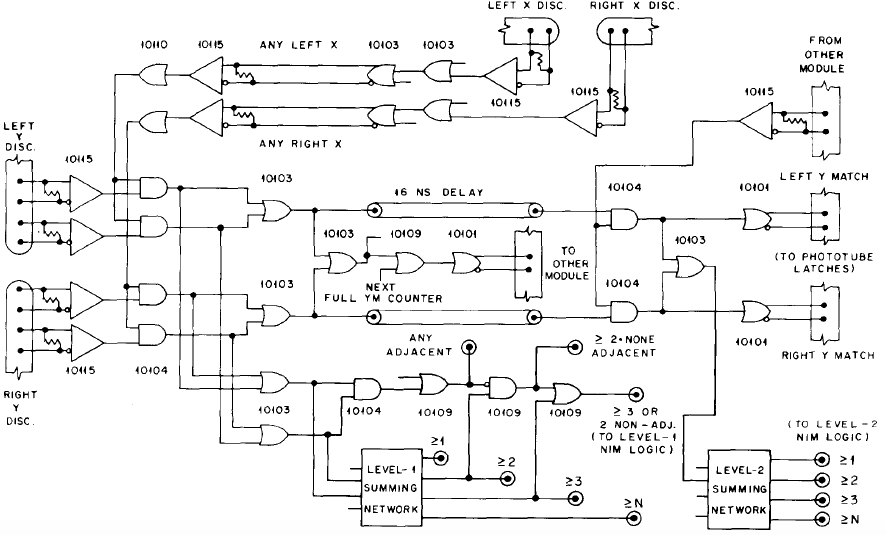 LEFT X DISC.
RIGHT X DISC.
10110
10115
ANY LEFT X
10103
10103
FROM
OTHER
MODULE
10115
10115
10115
LEFT
Y
DISC.
10115
ANY RIGHT X
LEFT Y MATCH
10103
16 NS DELAY
10104
10101
10103
10109
10101
10103
TO
OTHER
MODULE
(TO PHOTOTUBE
LATCHES)
NEXT
FULL YM COUNTER
10103
10104
10101
RIGHT Y MATCH
ANY
ADJACENT
≥ 2•NONE
ADJACENT
10115
10104
RIGHT
Y
DISC.
10103
10104
10109
10109
10109
≥ 3 OR
2 NON-ADJ.
(TO LEVEL-1
NIM LOGIC)
(TO LEVEL-2
NIM LOGIC)
LEVEL-1
SUMMING
NETWORK
≥1
≥2
≥3
≥N
LEVEL-2
SUMMING
NETWORK
≥1
≥2
≥3
≥N